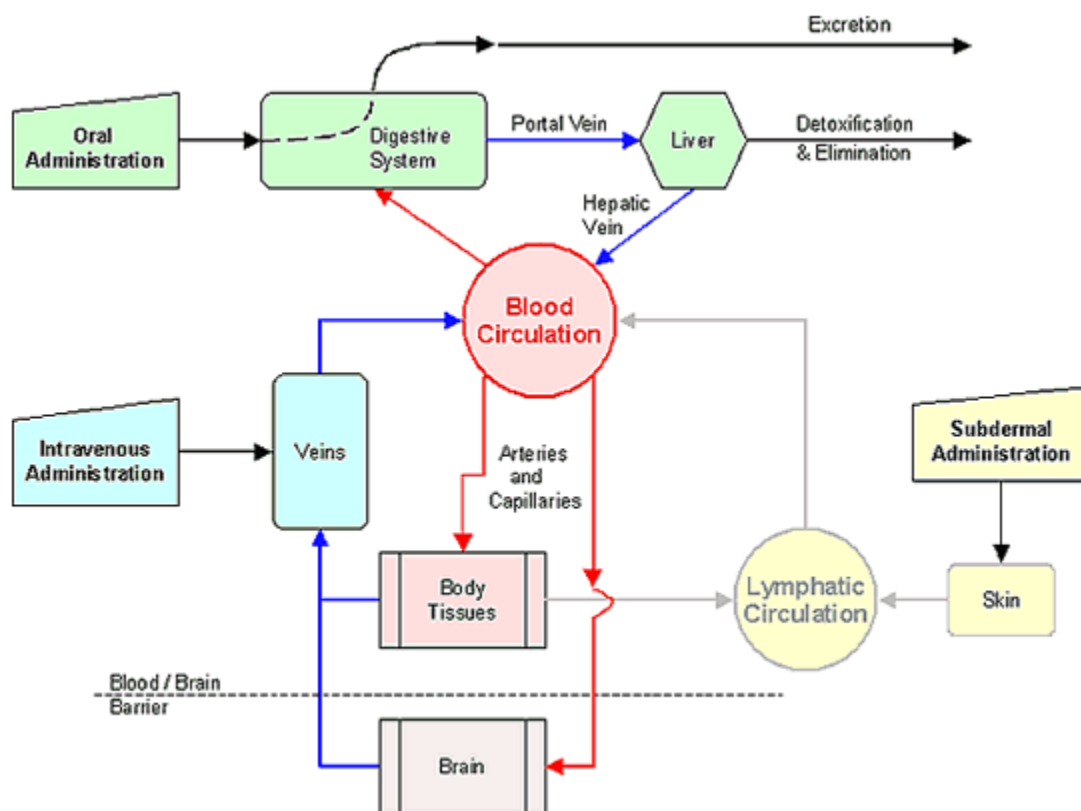 Excretion
Oral
Administration
Digestive
System
Portal Vein
Liver
Detoxification
& Elimination
Hepatic
Vein
Blood
Circulation
Intravenous
Administration
Veins
Arteries
and
Capillaries
Subdermal
Administration
Body
Tissues
Lymphatic
Circulation
Skin
Blood / Brain
Barrier
Brain